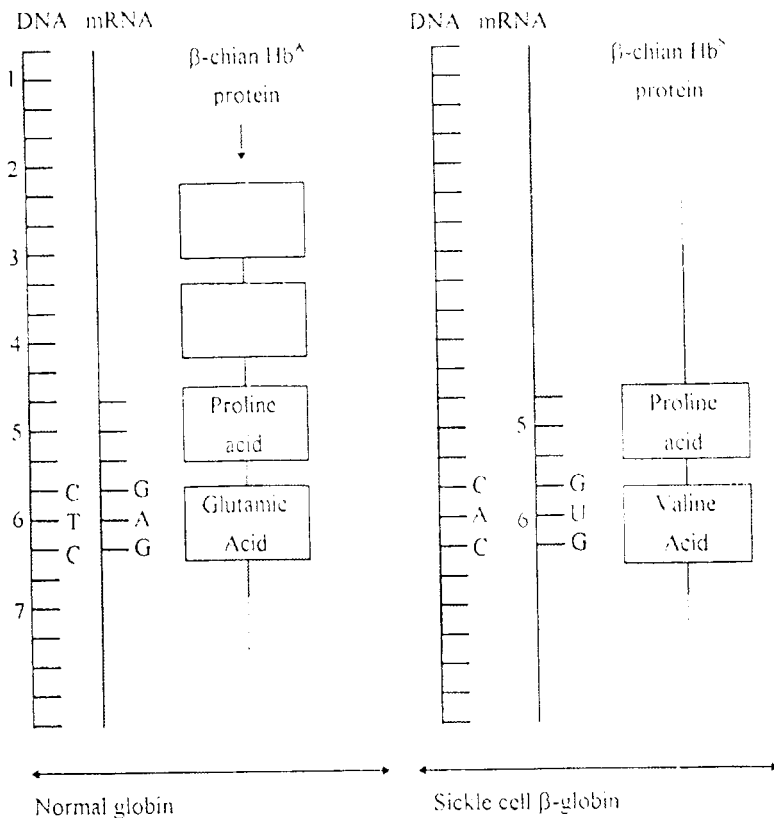 DNA mRNA
β-chian Hb^A
protein
1
2
3
4
5
6
7
Proline
acid
C G
T A
C G
Glutamic
Acid
Normal globin
DNA mRNA
β-chian Hb^S
protein
5
6
Proline
acid
C G
A U
C G
Valine
Acid
Sickle cell β-globin